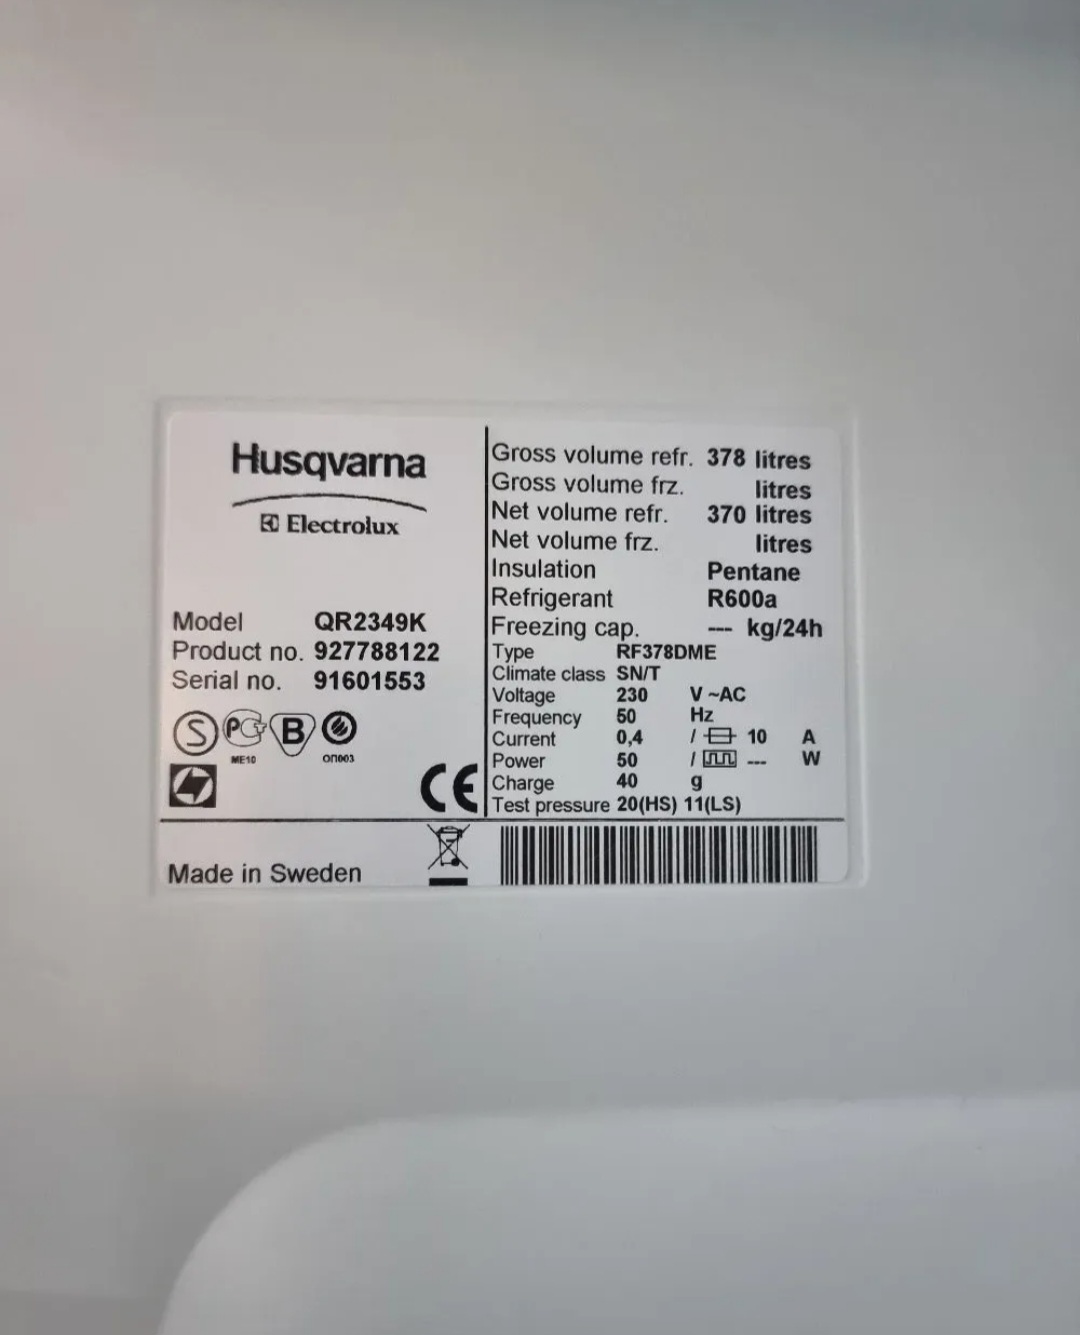 Husqvarna
Electrolux
Model QR2349K
Product no. 927788122
Serial no. 91601553
S PG B
ME10 ОП003
CE
Made in Sweden
Gross volume refr. 378 litres
Gross volume frz. litres
Net volume refr. 370 litres
Net volume frz. litres
Insulation Pentane
Refrigerant R600a
Freezing cap. --- kg/24h
Type RF378DME
Climate class SN/T
Voltage 230 V ~AC
Frequency 50 Hz
Current 0,4 / 10 A
Power 50 / --- W
Charge 40 g
Test pressure 20(HS) 11(LS)